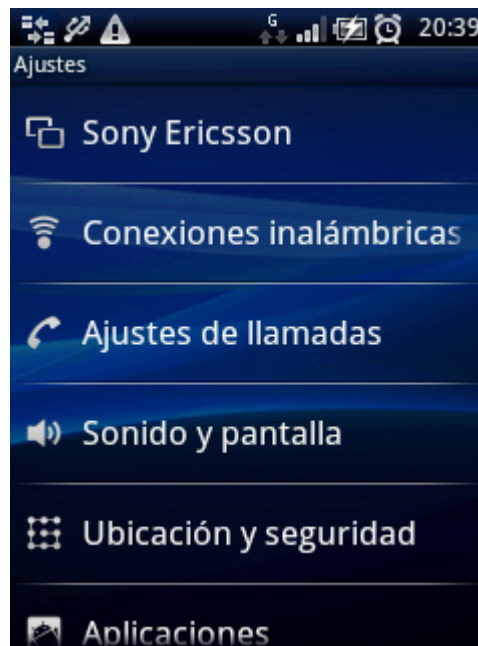 G
20:39
Ajustes
Sony Ericsson
Conexiones inalámbricas
Ajustes de llamadas
Sonido y pantalla
Ubicación y seguridad
Aplicaciones